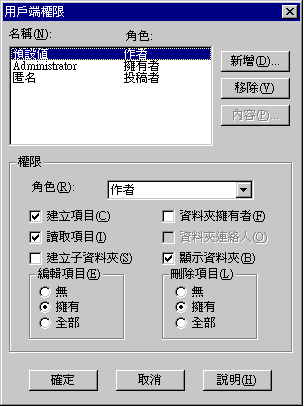 用戶端權限
名稱(N): 角色:
預設值 作者
Administrator 擁有者
匿名 投稿者
新增(D)...
移除(V)
內容(P)...
權限
角色(R): 作者
建立項目(C) 資料夾擁有者(F)
讀取項目(I) 資料夾連絡人(O)
建立子資料夾(S) 顯示資料夾(B)
編輯項目(E) 刪除項目(L)
無 無
擁有 擁有
全部 全部
確定 取消 說明(H)